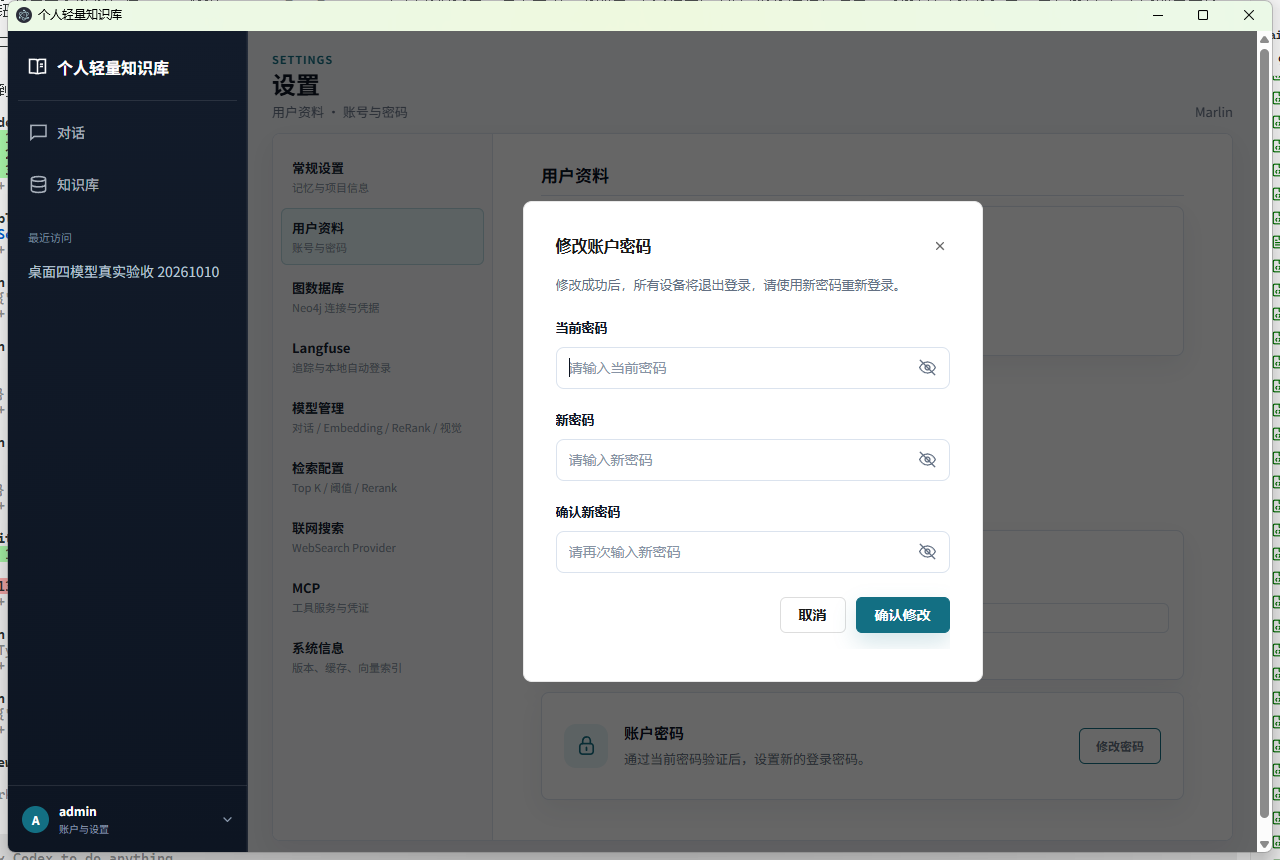 个人轻量知识库
个人轻量知识库
对话
知识库
最近访问
桌面四模型真实验收 20261010
A
admin
账户与设置
SETTINGS
设置
用户资料 · 账号与密码
Marlin
常规设置
记忆与项目信息
用户资料
账号与密码
图数据库
Neo4j 连接与凭据
Langfuse
追踪与本地自动登录
模型管理
对话 / Embedding / ReRank / 视觉
检索配置
Top K / 阈值 / Rerank
联网搜索
WebSearch Provider
MCP
工具服务与凭证
系统信息
版本、缓存、向量索引
用户资料
修改账户密码
修改成功后，所有设备将退出登录，请使用新密码重新登录。
当前密码
请输入当前密码
新密码
请输入新密码
确认新密码
请再次输入新密码
取消
确认修改
账户密码
通过当前密码验证后，设置新的登录密码。
修改密码
Codex to do anything